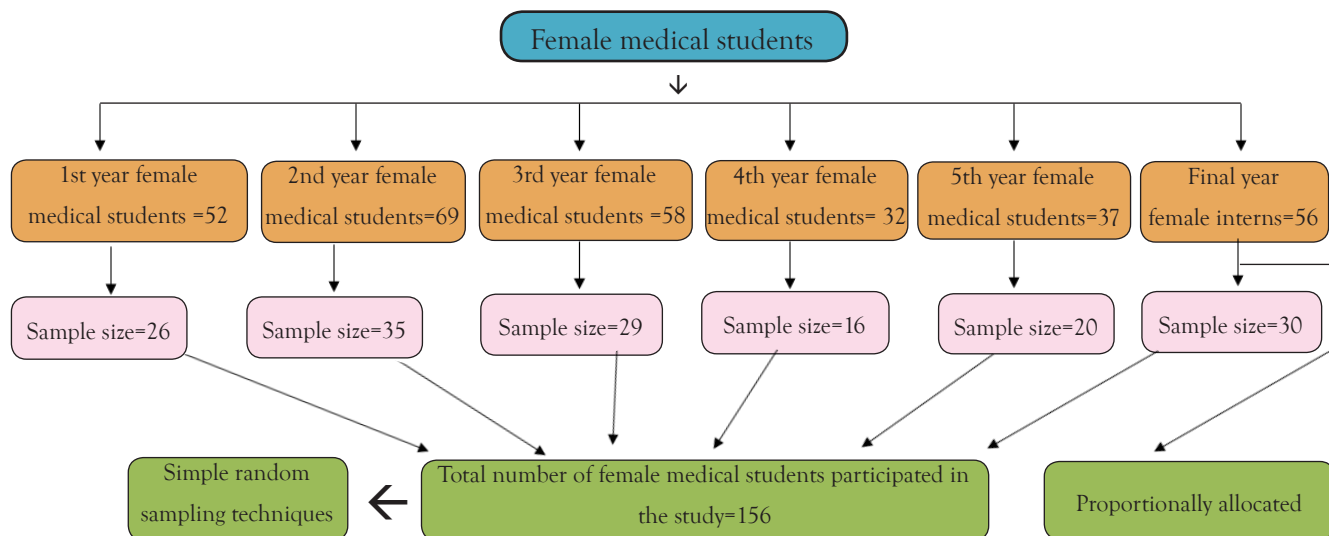 Female medical students
1st year female
medical students =52
2nd year female
medical students=69
3rd year female
medical students =58
4th year female
medical students= 32
5th year female
medical students=37
Final year
female interns=56
Sample size=26
Sample size=35
Sample size=29
Sample size=16
Sample size=20
Sample size=30
Simple random
sampling techniques
Total number of female medical students participated in
the study=156
Proportionally allocated